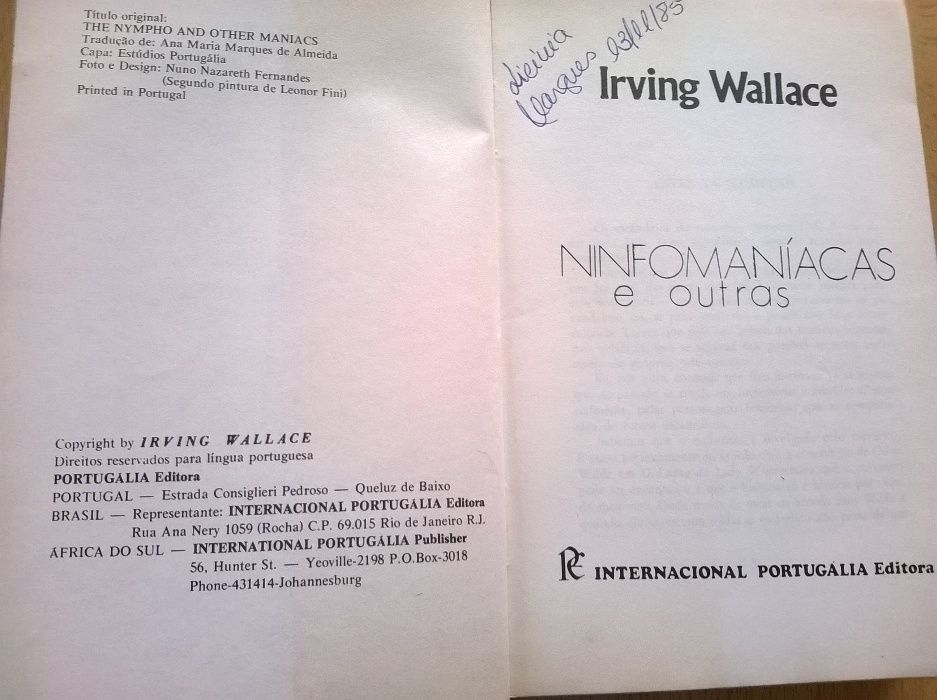 Título original:
THE NYMPHO AND OTHER MANIACS
Tradução de: Ana Maria Marques de Almeida
Capa: Estúdios Portugália
Foto e Design: Nuno Nazareth Fernandes
(Segundo pintura de Leonor Fini)
Printed in Portugal
Copyright by IRVING WALLACE
Direitos reservados para língua portuguesa
PORTUGÁLIA Editora
PORTUGAL — Estrada Consiglieri Pedroso — Queluz de Baixo
BRASIL — Representante: INTERNACIONAL PORTUGÁLIA Editora
Rua Ana Nery 1059 (Rocha) C.P. 69.015 Rio de Janeiro R.J.
ÁFRICA DO SUL — INTERNATIONAL PORTUGÁLIA Publisher
56, Hunter St. — Yeoville-2198 P.O.Box-3018
Phone-431414-Johannesburg
Marques
Irving Wallace
NINFOMANÍACAS
e outras
INTERNACIONAL PORTUGÁLIA Editora